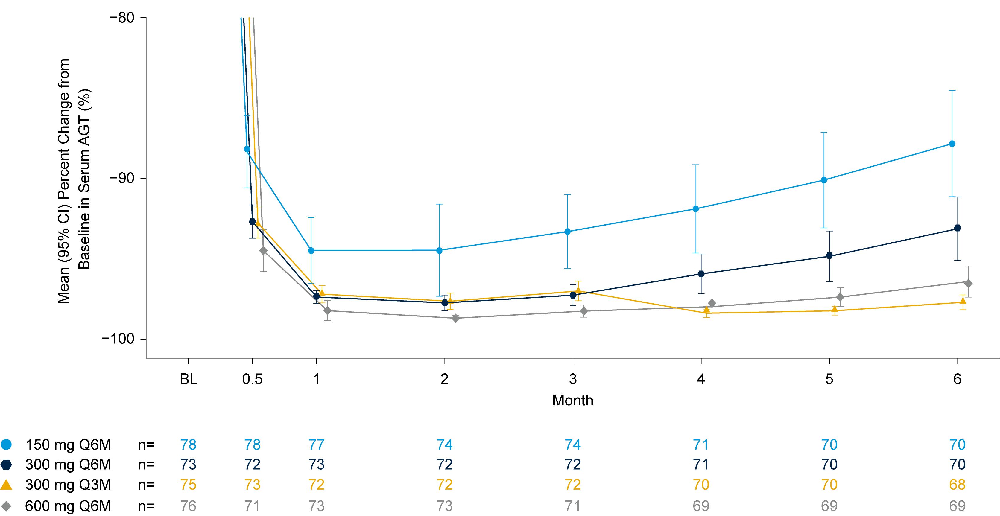 Mean (95% CI) Percent Change from
Baseline in Serum AGT (%)
−80
−90
−100
BL 0.5 1 2 3 4 5 6
Month
150 mg Q6M n= 78 78 77 74 74 71 70 70
300 mg Q6M n= 73 72 73 72 72 71 70 70
300 mg Q3M n= 75 73 72 72 72 70 70 68
600 mg Q6M n= 76 71 73 73 71 69 69 69